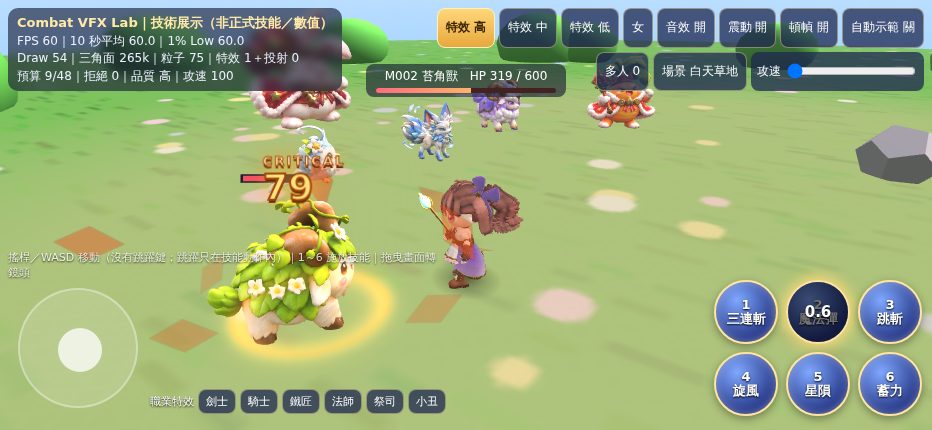 Combat VFX Lab｜技術展示（非正式技能／數值）
FPS 60｜10 秒平均 60.0｜1% Low 60.0
Draw 54｜三角面 265k｜粒子 75｜特效 1＋投射 0
預算 9/48｜拒絕 0｜品質 高｜攻速 100
特效 高
特效 中
特效 低
女
音效 開
震動 開
頓幀 開
自動示範 關
多人 0
場景 白天草地
攻速
M002 苔角獸 HP 319 / 600
CRITICAL
79
搖桿／WASD 移動（沒有跳躍鍵；跳躍只在技能動作內）｜1～6 施放技能｜拖曳畫面轉
鏡頭
1
三連斬
2
魔法彈
0.6
3
跳斬
4
旋風
5
星隕
6
蓄力
職業特效
劍士
騎士
鐵匠
法師
祭司
小丑